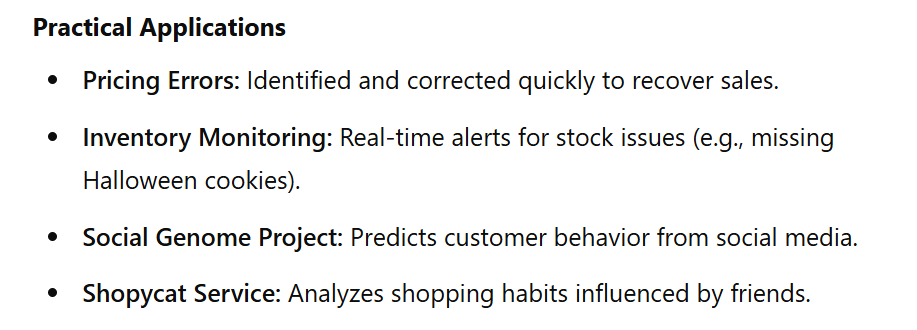 Practical Applications
• Pricing Errors: Identified and corrected quickly to recover sales.
• Inventory Monitoring: Real-time alerts for stock issues (e.g., missing
Halloween cookies).
• Social Genome Project: Predicts customer behavior from social media.
• Shopycat Service: Analyzes shopping habits influenced by friends.